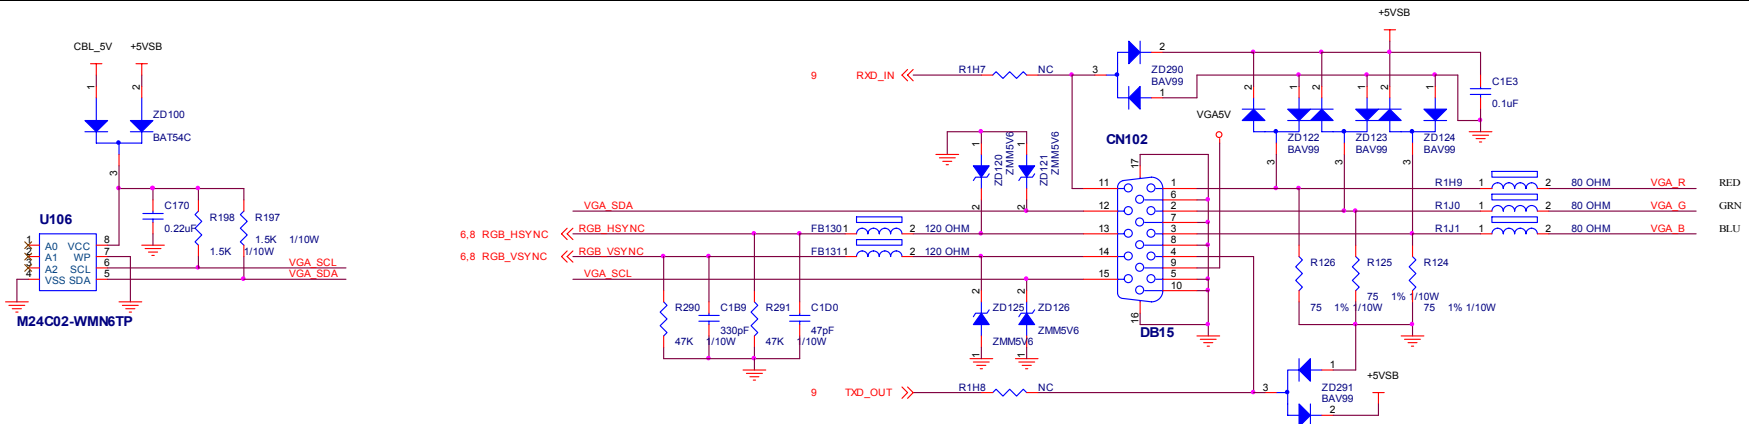 +5VSB
CBL_5V +5VSB
1 2
ZD100
BAT54C
3
C170
0.22uF
R198
1.5K 1/10W
R197
1.5K 1/10W
U106
1 A0 VCC 8
2 A1 WP 7
3 A2 SCL 6 VGA_SCL
4 VSS SDA 5 VGA_SDA
M24C02-WMN6TP
9 RXD_IN R1H7 NC 3
2
ZD290
BAV99
1
VGA5V
2 1 2 1 2 1
C1E3
0.1uF
ZD122
BAV99
ZD123
BAV99
ZD124
BAV99
3 3 3
1 1
ZD120
ZMM5V6
ZD121
ZMM5V6
2 2
CN102
17
11 1
6
12 2
7
13 3
8
14 4
9
15 5
10
16
DB15
R1H9 1 2 80 OHM VGA_R RED
R1J0 1 2 80 OHM VGA_G GRN
R1J1 1 2 80 OHM VGA_B BLU
VGA_SDA
6,8 RGB_HSYNC RGB_HSYNC FB130 1 2 120 OHM
6,8 RGB_VSYNC RGB_VSYNC FB131 1 2 120 OHM
VGA_SCL
R290
47K 1/10W
C1B9
330pF
R291
47K 1/10W
C1D0
47pF
2 2
ZD125
ZMM5V6
ZD126
ZMM5V6
1 1
R126
75 1% 1/10W
R125
75 1% 1/10W
R124
75 1% 1/10W
9 TXD_OUT R1H8 NC 3
1
ZD291
BAV99
2
+5VSB